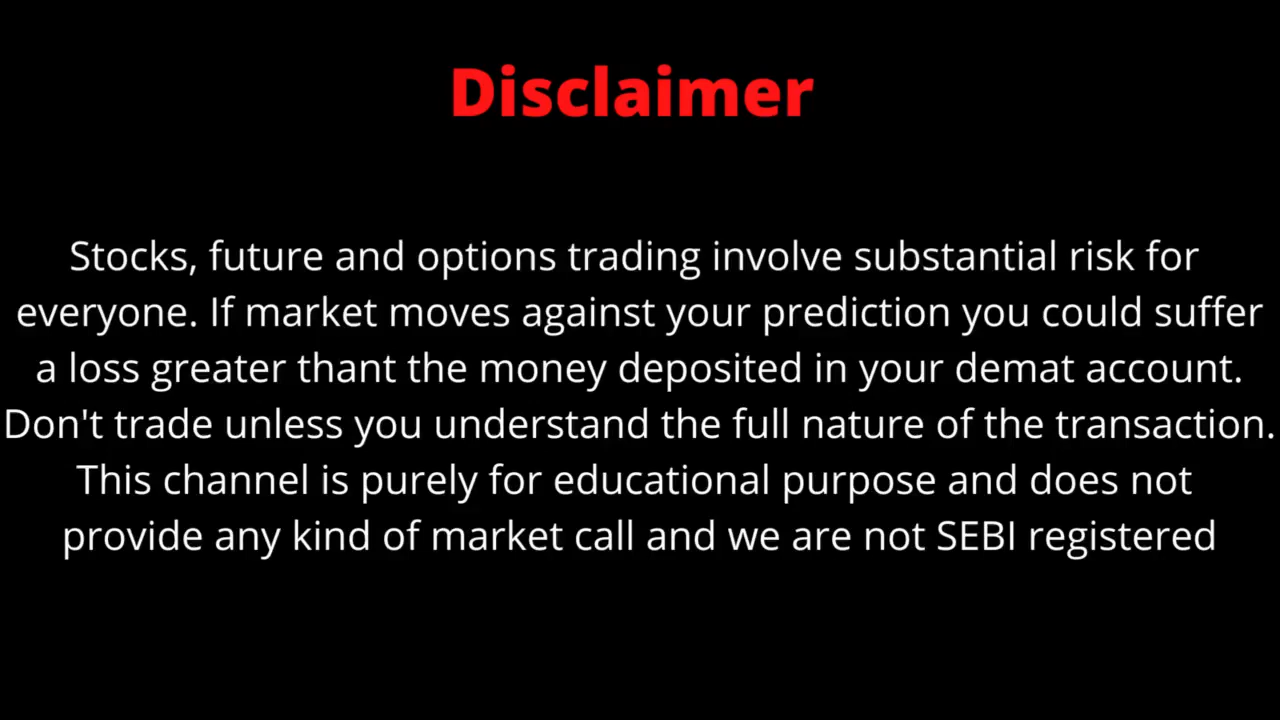 Disclaimer
Stocks, future and options trading involve substantial risk for
everyone. If market moves against your prediction you could suffer
a loss greater thant the money deposited in your demat account.
Don't trade unless you understand the full nature of the transaction.
This channel is purely for educational purpose and does not
provide any kind of market call and we are not SEBI registered